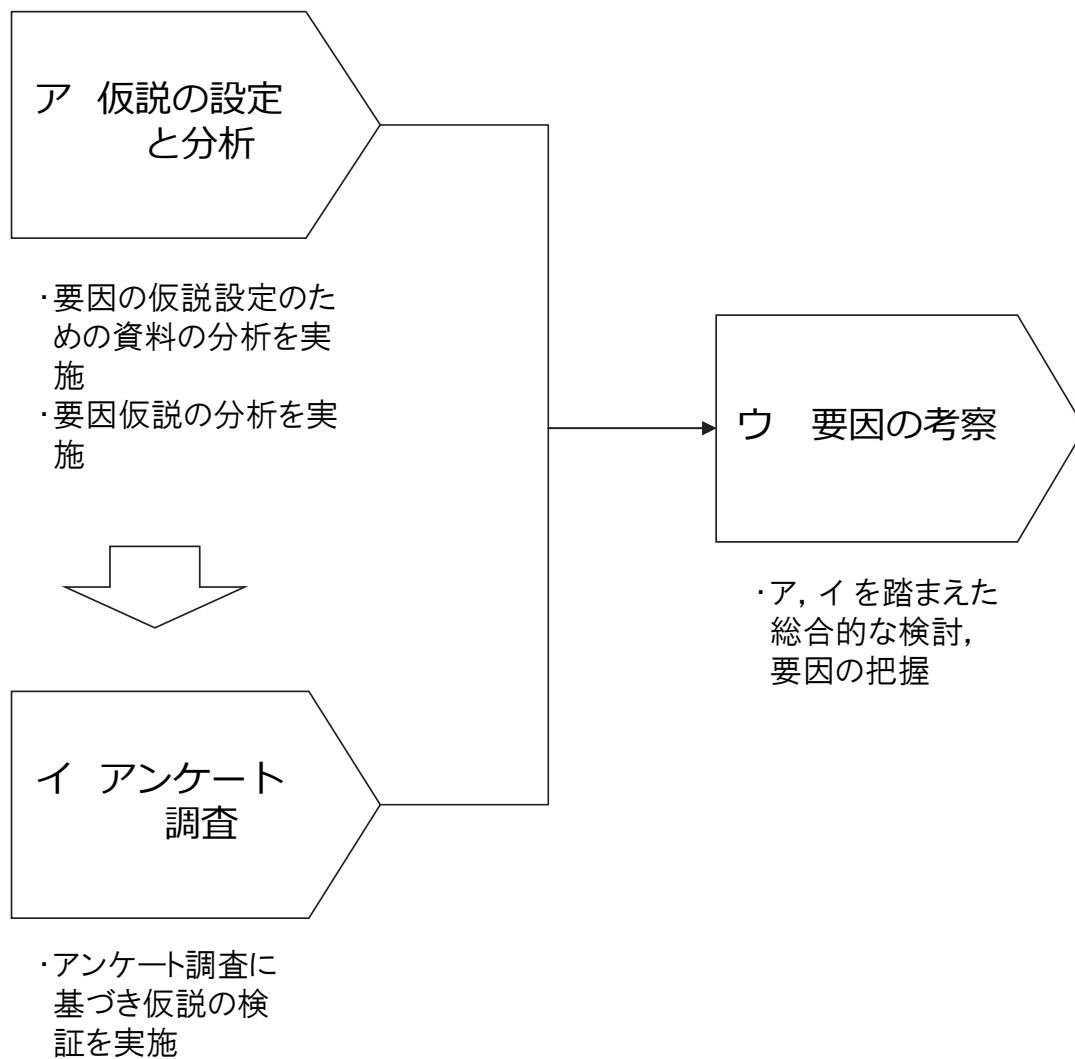 ア 仮説の設定
と分析
・要因の仮説設定のた
めの資料の分析を実
施
・要因仮説の分析を実
施
イ アンケート
調査
・アンケート調査に
基づき仮説の検
証を実施
ウ 要因の考察
・ア，イを踏まえた
総合的な検討，
要因の把握